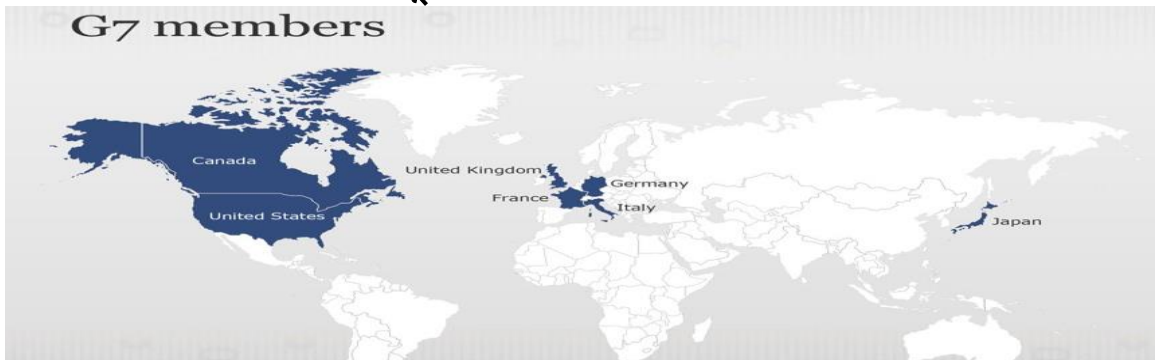 G7 members
Canada
United Kingdom
Germany
France
Italy
United States
Japan